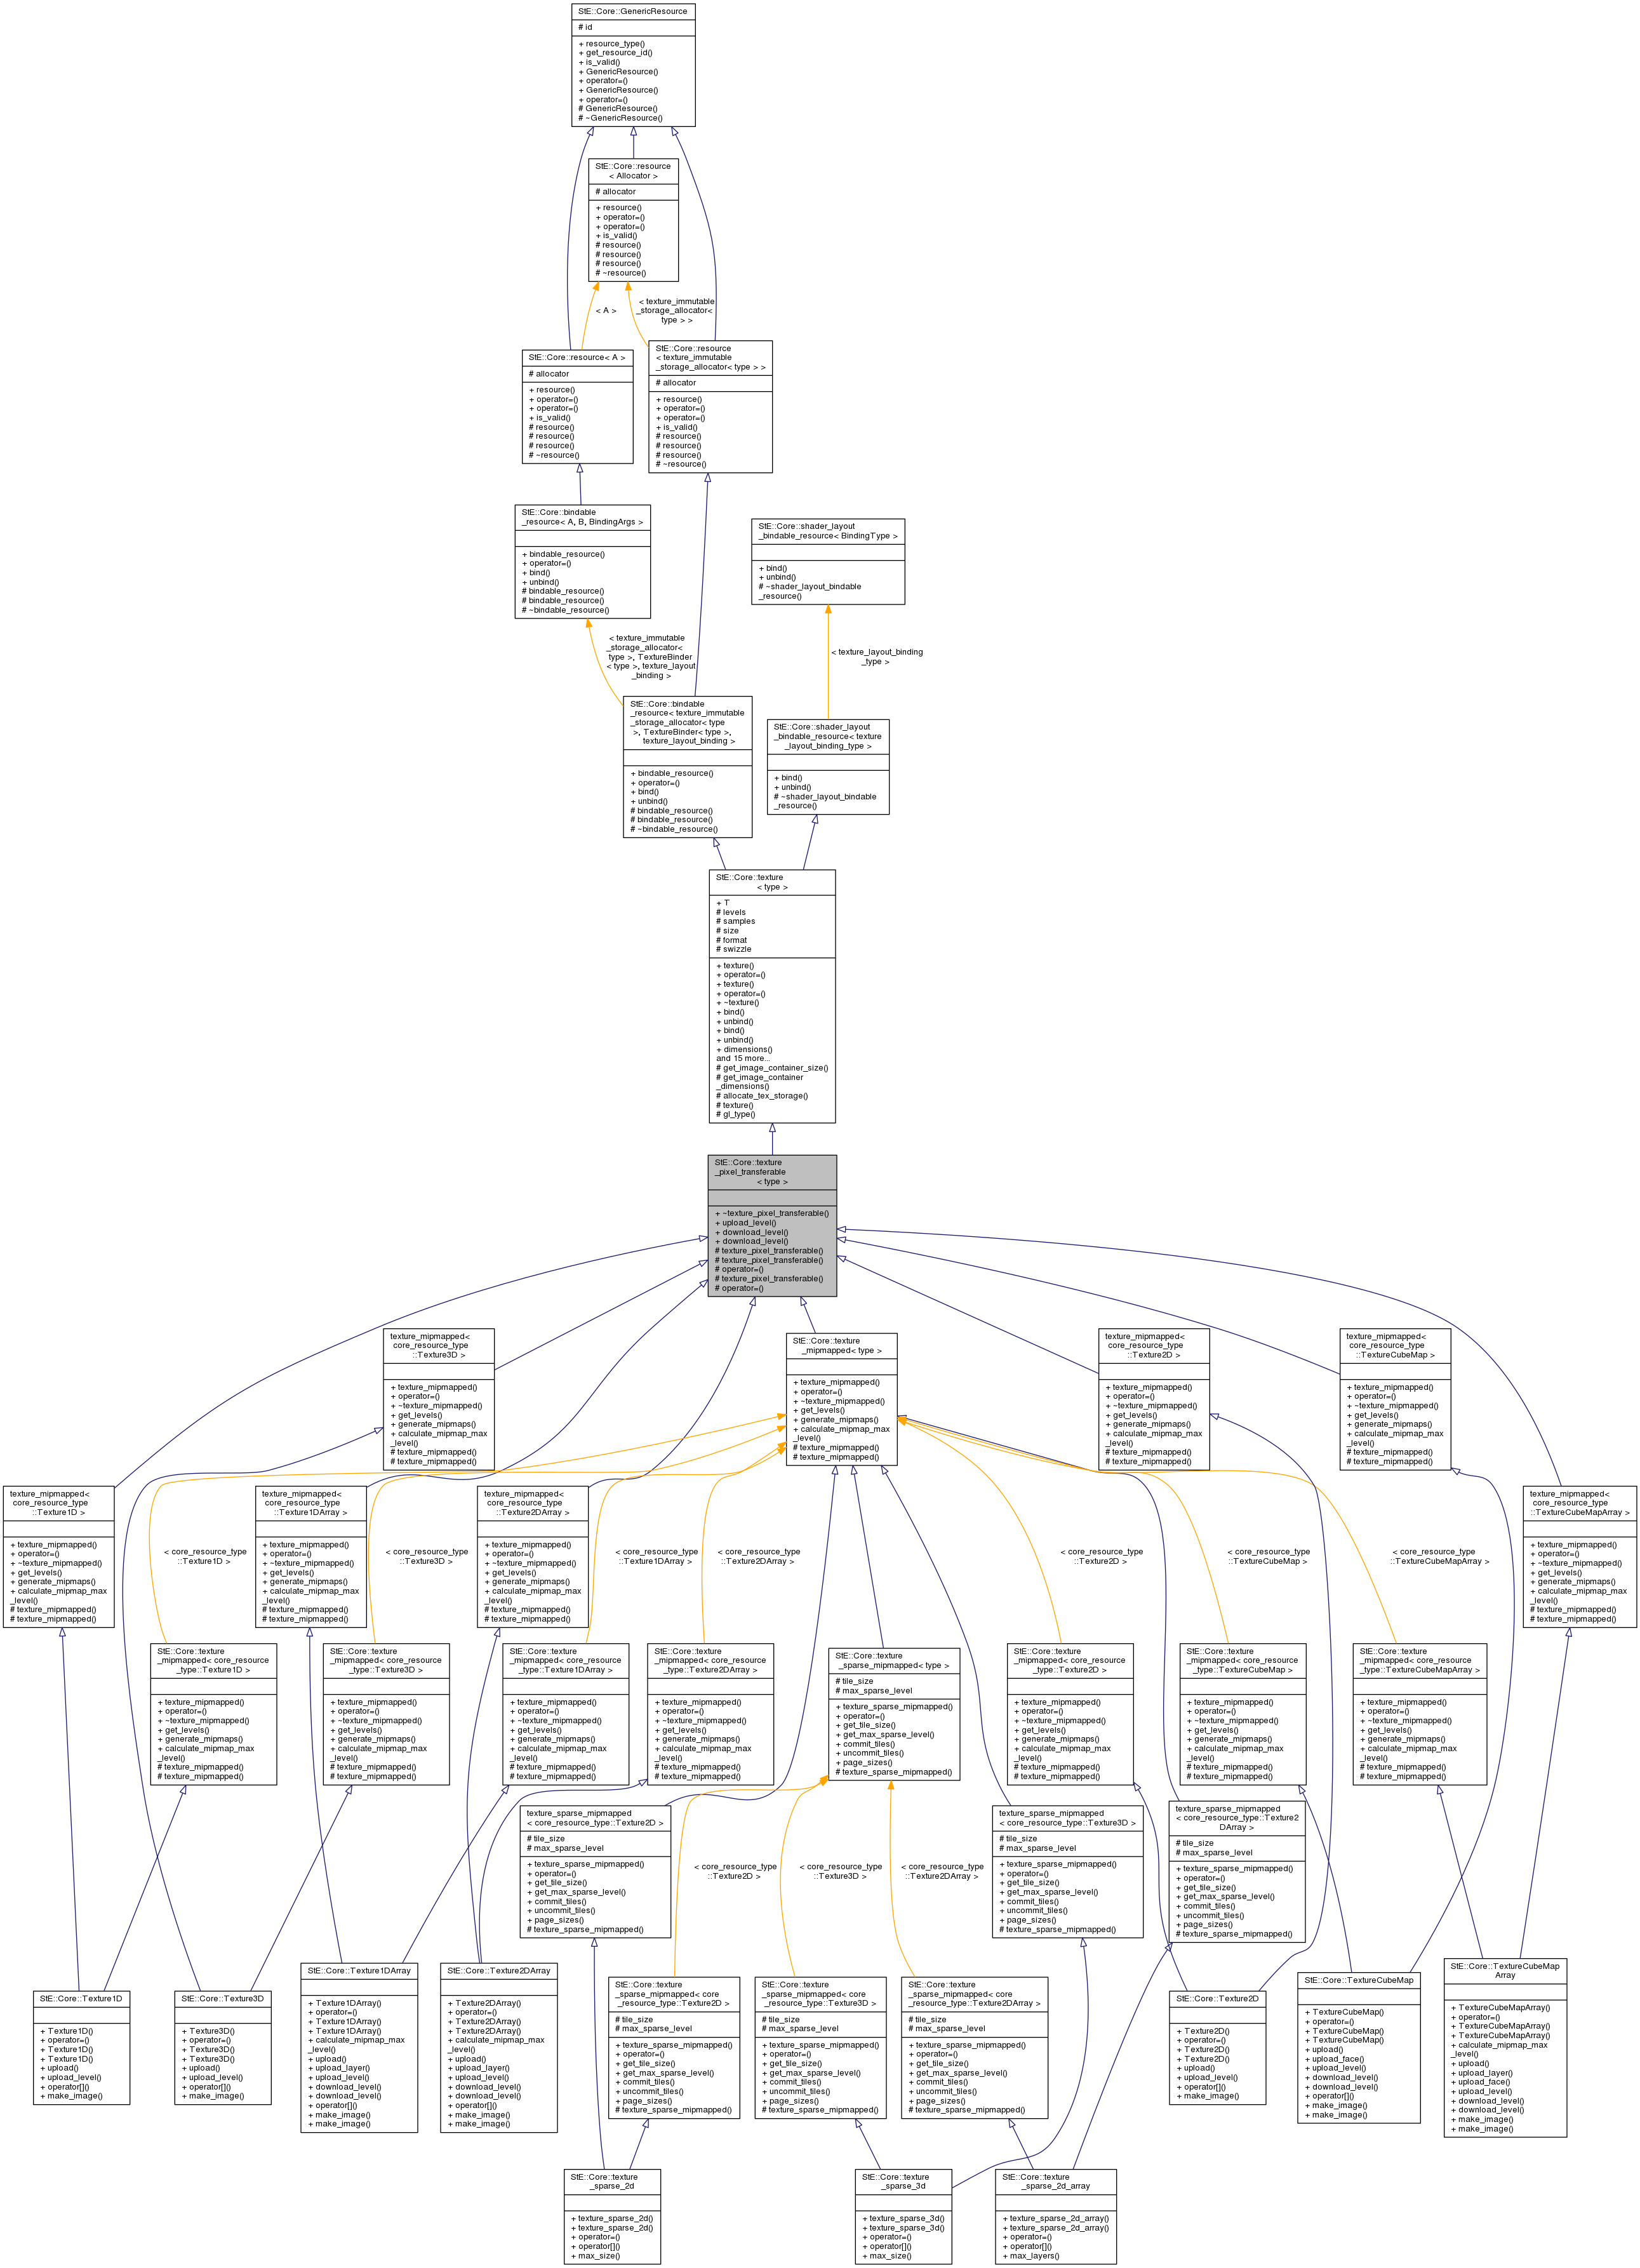 StE::Core::GenericResource
# id
+ resource_type()
+ get_resource_id()
+ is_valid()
+ GenericResource()
+ operator=()
+ GenericResource()
+ operator=()
# GenericResource()
# ~GenericResource()
StE::Core::resource
< Allocator >
# allocator
+ resource()
+ operator=()
+ operator=()
+ is_valid()
# resource()
# resource()
# resource()
# ~resource()
< A >
< texture_immutable
_storage_allocator<
type > >
StE::Core::resource< A >
# allocator
+ resource()
+ operator=()
+ operator=()
+ is_valid()
# resource()
# resource()
# resource()
# ~resource()
StE::Core::resource
< texture_immutable
_storage_allocator< type > >
# allocator
+ resource()
+ operator=()
+ operator=()
+ is_valid()
# resource()
# resource()
# resource()
# ~resource()
StE::Core::bindable
_resource< A, B, BindingArgs >
+ bindable_resource()
+ operator=()
+ bind()
+ unbind()
# bindable_resource()
# bindable_resource()
# ~bindable_resource()
StE::Core::shader_layout
_bindable_resource< BindingType >
+ bind()
+ unbind()
# ~shader_layout_bindable
_resource()
< texture_immutable
_storage_allocator<
type >, TextureBinder
< type >, texture_layout
_binding >
< texture_layout_binding
_type >
StE::Core::bindable
_resource< texture_immutable
_storage_allocator< type
>, TextureBinder< type >,
texture_layout_binding >
+ bindable_resource()
+ operator=()
+ bind()
+ unbind()
# bindable_resource()
# bindable_resource()
# ~bindable_resource()
StE::Core::shader_layout
_bindable_resource< texture
_layout_binding_type >
+ bind()
+ unbind()
# ~shader_layout_bindable
_resource()
StE::Core::texture
< type >
+ T
# levels
# samples
# size
# format
# swizzle
+ texture()
+ operator=()
+ texture()
+ operator=()
+ ~texture()
+ bind()
+ unbind()
+ bind()
+ unbind()
+ dimensions()
and 15 more...
# get_image_container_size()
# get_image_container
_dimensions()
# allocate_tex_storage()
# texture()
# gl_type()
StE::Core::texture
_pixel_transferable
< type >
+ ~texture_pixel_transferable()
+ upload_level()
+ download_level()
+ download_level()
# texture_pixel_transferable()
# texture_pixel_transferable()
# operator=()
# texture_pixel_transferable()
# operator=()
texture_mipmapped<
core_resource_type
::Texture3D >
+ texture_mipmapped()
+ operator=()
+ ~texture_mipmapped()
+ get_levels()
+ generate_mipmaps()
+ calculate_mipmap_max
_level()
# texture_mipmapped()
# texture_mipmapped()
StE::Core::texture
_mipmapped< type >
+ texture_mipmapped()
+ operator=()
+ ~texture_mipmapped()
+ get_levels()
+ generate_mipmaps()
+ calculate_mipmap_max
_level()
# texture_mipmapped()
# texture_mipmapped()
texture_mipmapped<
core_resource_type
::Texture2D >
+ texture_mipmapped()
+ operator=()
+ ~texture_mipmapped()
+ get_levels()
+ generate_mipmaps()
+ calculate_mipmap_max
_level()
# texture_mipmapped()
# texture_mipmapped()
texture_mipmapped<
core_resource_type
::TextureCubeMap >
+ texture_mipmapped()
+ operator=()
+ ~texture_mipmapped()
+ get_levels()
+ generate_mipmaps()
+ calculate_mipmap_max
_level()
# texture_mipmapped()
# texture_mipmapped()
texture_mipmapped<
core_resource_type
::Texture1D >
+ texture_mipmapped()
+ operator=()
+ ~texture_mipmapped()
+ get_levels()
+ generate_mipmaps()
+ calculate_mipmap_max
_level()
# texture_mipmapped()
# texture_mipmapped()
< core_resource_type
::Texture1D >
texture_mipmapped<
core_resource_type
::Texture1DArray >
+ texture_mipmapped()
+ operator=()
+ ~texture_mipmapped()
+ get_levels()
+ generate_mipmaps()
+ calculate_mipmap_max
_level()
# texture_mipmapped()
# texture_mipmapped()
< core_resource_type
::Texture3D >
texture_mipmapped<
core_resource_type
::Texture2DArray >
+ texture_mipmapped()
+ operator=()
+ ~texture_mipmapped()
+ get_levels()
+ generate_mipmaps()
+ calculate_mipmap_max
_level()
# texture_mipmapped()
# texture_mipmapped()
< core_resource_type
::Texture1DArray >
< core_resource_type
::Texture2DArray >
< core_resource_type
::Texture2D >
< core_resource_type
::TextureCubeMap >
< core_resource_type
::TextureCubeMapArray >
texture_mipmapped<
core_resource_type
::TextureCubeMapArray >
+ texture_mipmapped()
+ operator=()
+ ~texture_mipmapped()
+ get_levels()
+ generate_mipmaps()
+ calculate_mipmap_max
_level()
# texture_mipmapped()
# texture_mipmapped()
StE::Core::texture
_mipmapped< core_resource
_type::Texture1D >
+ texture_mipmapped()
+ operator=()
+ ~texture_mipmapped()
+ get_levels()
+ generate_mipmaps()
+ calculate_mipmap_max
_level()
# texture_mipmapped()
# texture_mipmapped()
StE::Core::texture
_mipmapped< core_resource
_type::Texture3D >
+ texture_mipmapped()
+ operator=()
+ ~texture_mipmapped()
+ get_levels()
+ generate_mipmaps()
+ calculate_mipmap_max
_level()
# texture_mipmapped()
# texture_mipmapped()
StE::Core::texture
_mipmapped< core_resource
_type::Texture1DArray >
+ texture_mipmapped()
+ operator=()
+ ~texture_mipmapped()
+ get_levels()
+ generate_mipmaps()
+ calculate_mipmap_max
_level()
# texture_mipmapped()
# texture_mipmapped()
StE::Core::texture
_mipmapped< core_resource
_type::Texture2DArray >
+ texture_mipmapped()
+ operator=()
+ ~texture_mipmapped()
+ get_levels()
+ generate_mipmaps()
+ calculate_mipmap_max
_level()
# texture_mipmapped()
# texture_mipmapped()
StE::Core::texture
_sparse_mipmapped< type >
# tile_size
# max_sparse_level
+ texture_sparse_mipmapped()
+ operator=()
+ get_tile_size()
+ get_max_sparse_level()
+ commit_tiles()
+ uncommit_tiles()
+ page_sizes()
# texture_sparse_mipmapped()
StE::Core::texture
_mipmapped< core_resource
_type::Texture2D >
+ texture_mipmapped()
+ operator=()
+ ~texture_mipmapped()
+ get_levels()
+ generate_mipmaps()
+ calculate_mipmap_max
_level()
# texture_mipmapped()
# texture_mipmapped()
StE::Core::texture
_mipmapped< core_resource
_type::TextureCubeMap >
+ texture_mipmapped()
+ operator=()
+ ~texture_mipmapped()
+ get_levels()
+ generate_mipmaps()
+ calculate_mipmap_max
_level()
# texture_mipmapped()
# texture_mipmapped()
StE::Core::texture
_mipmapped< core_resource
_type::TextureCubeMapArray >
+ texture_mipmapped()
+ operator=()
+ ~texture_mipmapped()
+ get_levels()
+ generate_mipmaps()
+ calculate_mipmap_max
_level()
# texture_mipmapped()
# texture_mipmapped()
texture_sparse_mipmapped
< core_resource_type::Texture2D >
# tile_size
# max_sparse_level
+ texture_sparse_mipmapped()
+ operator=()
+ get_tile_size()
+ get_max_sparse_level()
+ commit_tiles()
+ uncommit_tiles()
+ page_sizes()
# texture_sparse_mipmapped()
< core_resource_type
::Texture2D >
< core_resource_type
::Texture3D >
< core_resource_type
::Texture2DArray >
texture_sparse_mipmapped
< core_resource_type::Texture3D >
# tile_size
# max_sparse_level
+ texture_sparse_mipmapped()
+ operator=()
+ get_tile_size()
+ get_max_sparse_level()
+ commit_tiles()
+ uncommit_tiles()
+ page_sizes()
# texture_sparse_mipmapped()
texture_sparse_mipmapped
< core_resource_type::Texture2
DArray >
# tile_size
# max_sparse_level
+ texture_sparse_mipmapped()
+ operator=()
+ get_tile_size()
+ get_max_sparse_level()
+ commit_tiles()
+ uncommit_tiles()
+ page_sizes()
# texture_sparse_mipmapped()
StE::Core::Texture1D
+ Texture1D()
+ operator=()
+ Texture1D()
+ Texture1D()
+ upload()
+ upload_level()
+ operator[]()
+ make_image()
StE::Core::Texture3D
+ Texture3D()
+ operator=()
+ Texture3D()
+ Texture3D()
+ upload()
+ upload_level()
+ operator[]()
+ make_image()
StE::Core::Texture1DArray
+ Texture1DArray()
+ operator=()
+ Texture1DArray()
+ Texture1DArray()
+ calculate_mipmap_max
_level()
+ upload()
+ upload_layer()
+ upload_level()
+ download_level()
+ download_level()
+ operator[]()
+ make_image()
+ make_image()
StE::Core::Texture2DArray
+ Texture2DArray()
+ operator=()
+ Texture2DArray()
+ Texture2DArray()
+ calculate_mipmap_max
_level()
+ upload()
+ upload_layer()
+ upload_level()
+ download_level()
+ download_level()
+ operator[]()
+ make_image()
+ make_image()
StE::Core::texture
_sparse_mipmapped< core
_resource_type::Texture2D >
# tile_size
# max_sparse_level
+ texture_sparse_mipmapped()
+ operator=()
+ get_tile_size()
+ get_max_sparse_level()
+ commit_tiles()
+ uncommit_tiles()
+ page_sizes()
# texture_sparse_mipmapped()
StE::Core::texture
_sparse_mipmapped< core
_resource_type::Texture3D >
# tile_size
# max_sparse_level
+ texture_sparse_mipmapped()
+ operator=()
+ get_tile_size()
+ get_max_sparse_level()
+ commit_tiles()
+ uncommit_tiles()
+ page_sizes()
# texture_sparse_mipmapped()
StE::Core::texture
_sparse_mipmapped< core
_resource_type::Texture2DArray >
# tile_size
# max_sparse_level
+ texture_sparse_mipmapped()
+ operator=()
+ get_tile_size()
+ get_max_sparse_level()
+ commit_tiles()
+ uncommit_tiles()
+ page_sizes()
# texture_sparse_mipmapped()
StE::Core::Texture2D
+ Texture2D()
+ operator=()
+ Texture2D()
+ Texture2D()
+ upload()
+ upload_level()
+ operator[]()
+ make_image()
StE::Core::TextureCubeMap
+ TextureCubeMap()
+ operator=()
+ TextureCubeMap()
+ TextureCubeMap()
+ upload()
+ upload_face()
+ upload_level()
+ download_level()
+ download_level()
+ operator[]()
+ make_image()
+ make_image()
StE::Core::TextureCubeMap
Array
+ TextureCubeMapArray()
+ operator=()
+ TextureCubeMapArray()
+ TextureCubeMapArray()
+ calculate_mipmap_max
_level()
+ upload()
+ upload_layer()
+ upload_face()
+ upload_level()
+ download_level()
+ download_level()
+ make_image()
+ make_image()
StE::Core::texture
_sparse_2d
+ texture_sparse_2d()
+ texture_sparse_2d()
+ operator=()
+ operator[]()
+ max_size()
StE::Core::texture
_sparse_3d
+ texture_sparse_3d()
+ texture_sparse_3d()
+ operator=()
+ operator[]()
+ max_size()
StE::Core::texture
_sparse_2d_array
+ texture_sparse_2d_array()
+ texture_sparse_2d_array()
+ operator=()
+ operator[]()
+ max_layers()